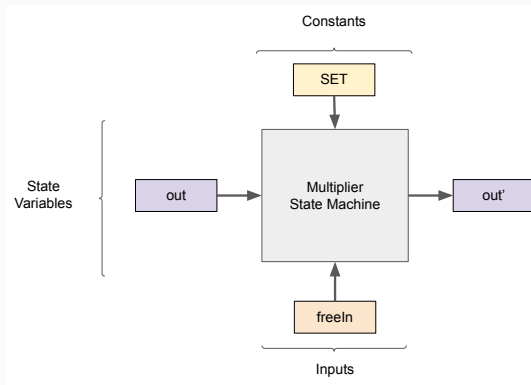 Constants
SET
State
Variables
out
Multiplier
State Machine
out'
freeIn
Inputs